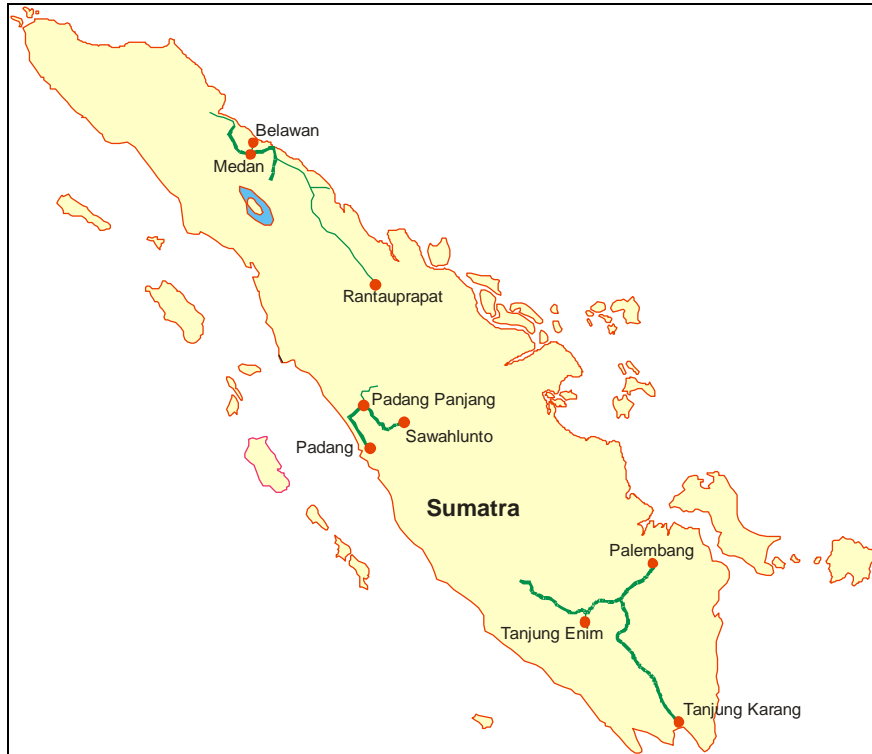 Belawan
Medan
Rantauprapat
Padang Panjang
Sawahlunto
Padang
Sumatra
Palembang
Tanjung Enim
Tanjung Karang